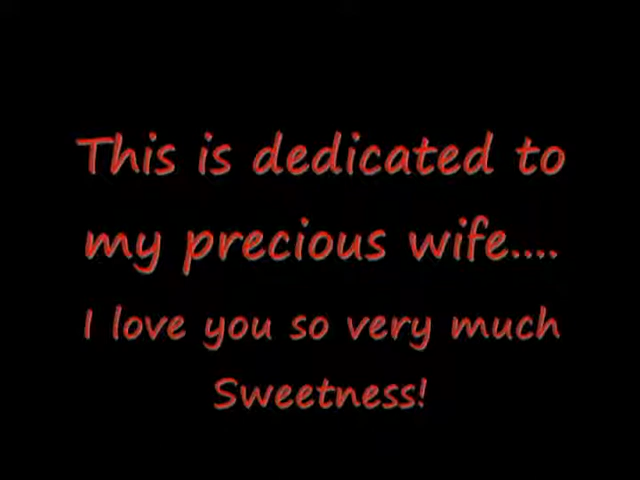 This is dedicated to
my precious wife....
I love you so very much
Sweetness!